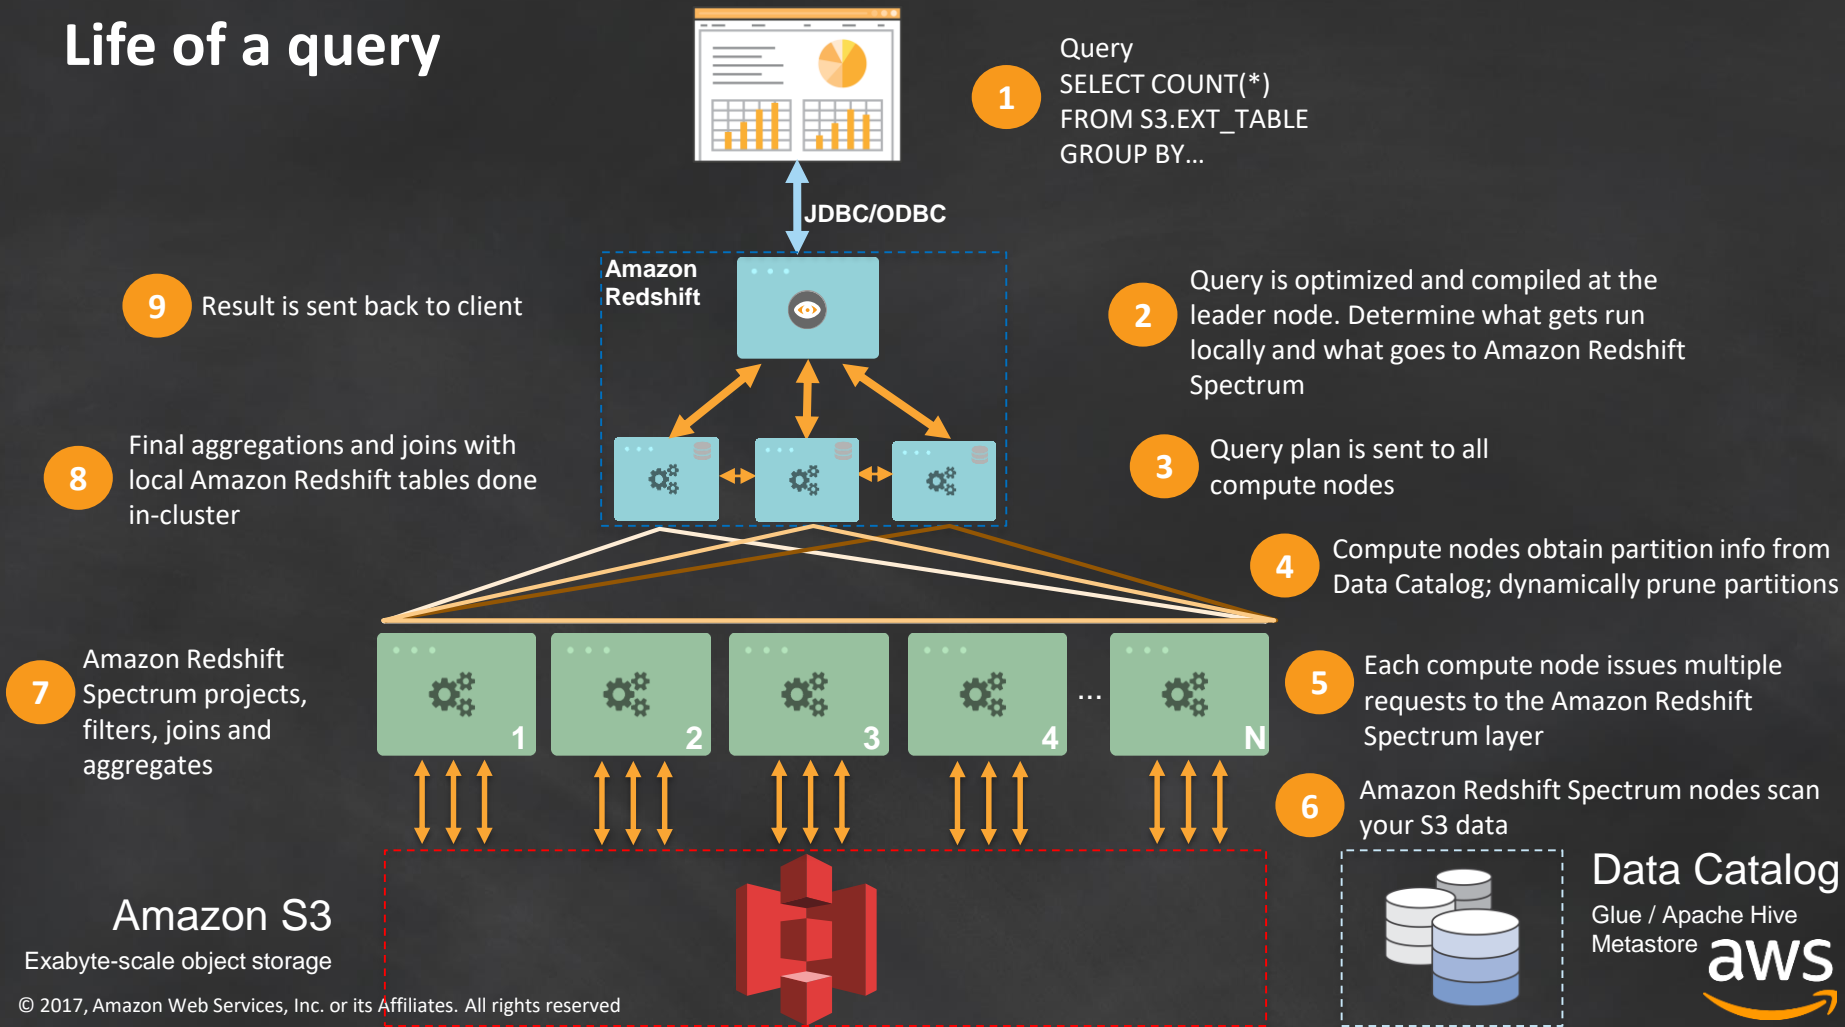 Life of a query
1
Query
SELECT COUNT(*)
FROM S3.EXT_TABLE
GROUP BY...
JDBC/ODBC
Amazon
Redshift
2
Query is optimized and compiled at the
leader node. Determine what gets run
locally and what goes to Amazon Redshift
Spectrum
3
Query plan is sent to all
compute nodes
4
Compute nodes obtain partition info from
Data Catalog; dynamically prune partitions
5
Each compute node issues multiple
requests to the Amazon Redshift
Spectrum layer
6
Amazon Redshift Spectrum nodes scan
your S3 data
7
Amazon Redshift
Spectrum projects,
filters, joins and
aggregates
8
Final aggregations and joins with
local Amazon Redshift tables done
in-cluster
9
Result is sent back to client
1
2
3
4
...
N
Amazon S3
Exabyte-scale object storage
Data Catalog
Glue / Apache Hive
Metastore
aws
© 2017, Amazon Web Services, Inc. or its Affiliates. All rights reserved